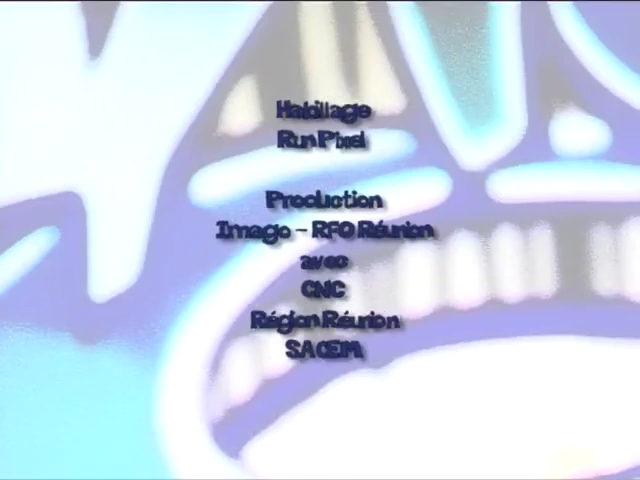 Habillage
Run Pixel
Production
Imago - RFO Réunion
avec
CNC
Région Réunion
SACEM